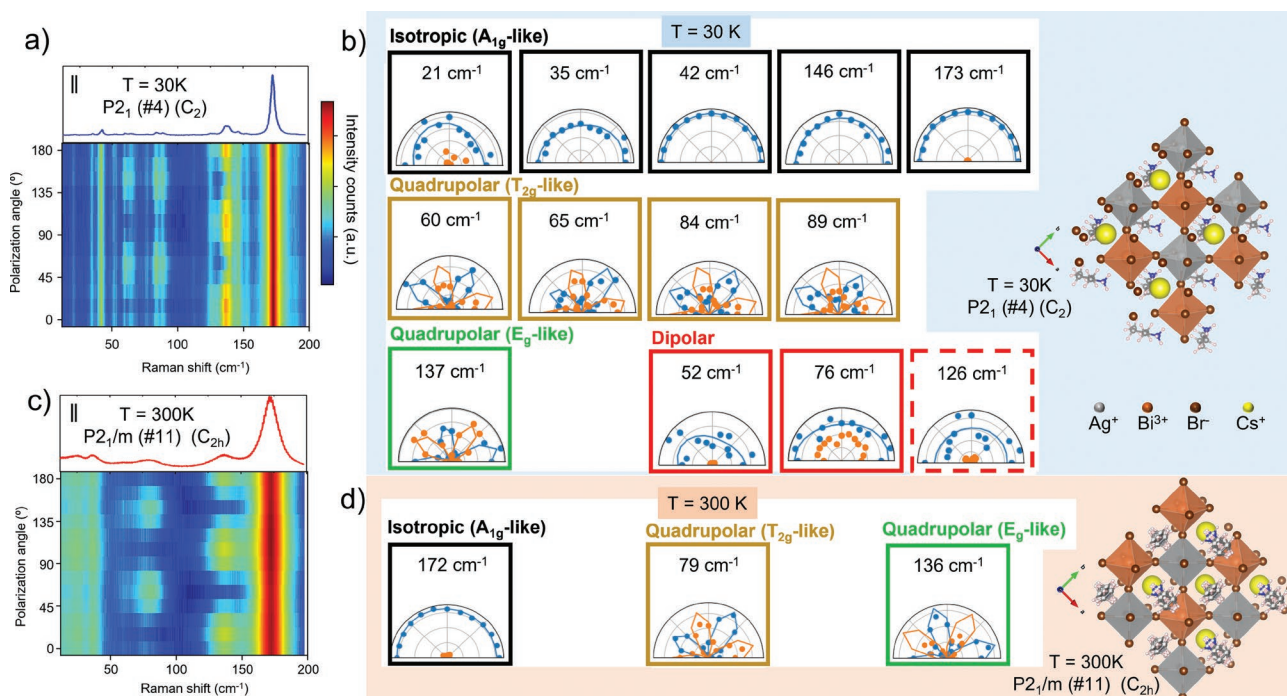 a)
||
T = 30K
P2₁ (#4) (C₂)
Intensity counts (a.u.)
Polarization angle (º)
180
135
90
45
0
50
100
150
200
Raman shift (cm⁻¹)
c)
||
T = 300K
P2₁/m (#11) (C₂ₕ)
Polarization angle (º)
180
135
90
45
0
50
100
150
200
Raman shift (cm⁻¹)
b)
T = 30 K
Isotropic (A₁g-like)
21 cm⁻¹
35 cm⁻¹
42 cm⁻¹
146 cm⁻¹
173 cm⁻¹
Quadrupolar (T₂g-like)
60 cm⁻¹
65 cm⁻¹
84 cm⁻¹
89 cm⁻¹
Quadrupolar (Eg-like)
137 cm⁻¹
Dipolar
52 cm⁻¹
76 cm⁻¹
126 cm⁻¹
T = 30K
P2₁ (#4) (C₂)
Ag⁺
Bi³⁺
Br⁻
Cs⁺
d)
T = 300 K
Isotropic (A₁g-like)
172 cm⁻¹
Quadrupolar (T₂g-like)
79 cm⁻¹
Quadrupolar (Eg-like)
136 cm⁻¹
T = 300K
P2₁/m (#11) (C₂ₕ)